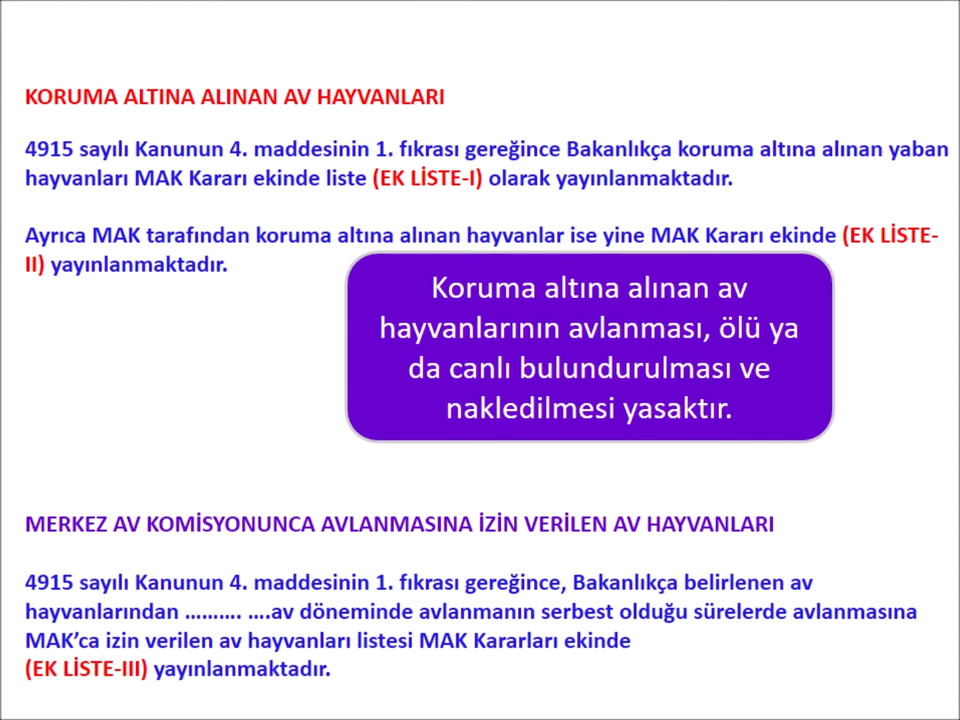 KORUMA ALTINA ALINAN AV HAYVANLARI
4915 sayılı Kanunun 4. maddesinin 1. fıkrası gereğince Bakanlıkça koruma altına alınan yaban
hayvanları MAK Kararı ekinde liste (EK LİSTE-I) olarak yayınlanmaktadır.
Ayrıca MAK tarafından koruma altına alınan hayvanlar ise yine MAK Kararı ekinde (EK LİSTE-
II) yayınlanmaktadır.
Koruma altına alınan av
hayvanlarının avlanması, ölü ya
da canlı bulundurulması ve
nakledilmesi yasaktır.
MERKEZ AV KOMİSYONUNCA AVLANMASINA İZİN VERİLEN AV HAYVANLARI
4915 sayılı Kanunun 4. maddesinin 1. fıkrası gereğince, Bakanlıkça belirlenen av
hayvanlarından ………. ….av döneminde avlanmanın serbest olduğu sürelerde avlanmasına
MAK’ca izin verilen av hayvanları listesi MAK Kararları ekinde
(EK LİSTE-III) yayınlanmaktadır.